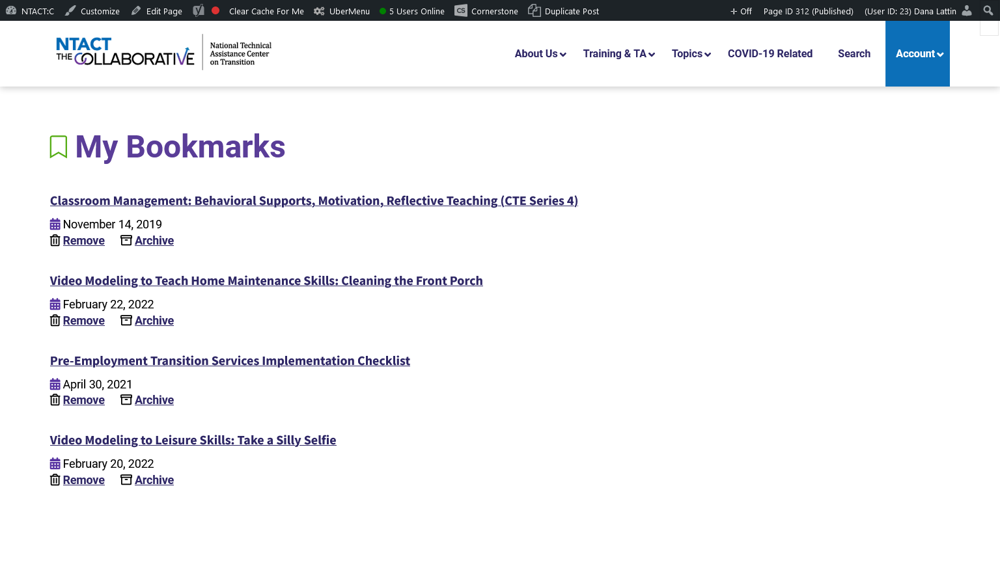 NTACT:C Customize Edit Page Clear Cache For Me UberMenu 5 Users Online CS Cornerstone Duplicate Post + Off Page ID 312 (Published) (User ID: 23) Dana Lattin
NTACT
THE COLLABORATIVE
National Technical
Assistance Center
on Transition
About Us Training & TA Topics COVID-19 Related Search Account
My Bookmarks
Classroom Management: Behavioral Supports, Motivation, Reflective Teaching (CTE Series 4)
November 14, 2019
Remove Archive
Video Modeling to Teach Home Maintenance Skills: Cleaning the Front Porch
February 22, 2022
Remove Archive
Pre-Employment Transition Services Implementation Checklist
April 30, 2021
Remove Archive
Video Modeling to Leisure Skills: Take a Silly Selfie
February 20, 2022
Remove Archive